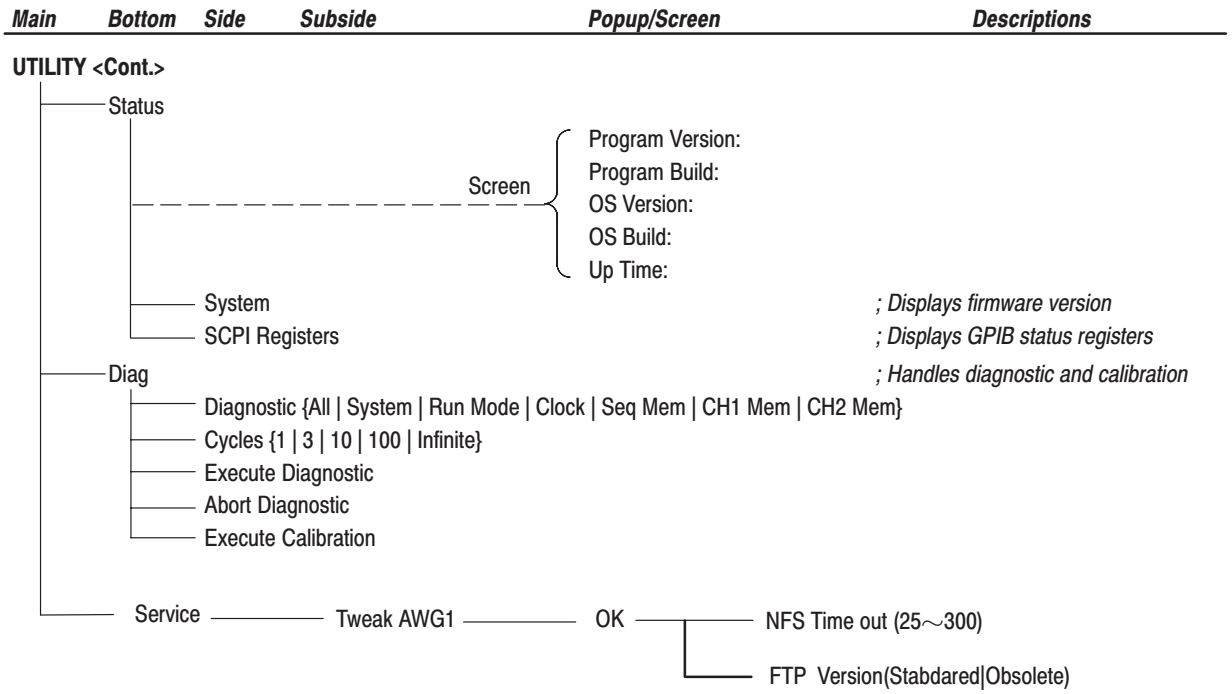 Main Bottom Side Subside Popup/Screen Descriptions
UTILITY <Cont.>
Status
Program Version:
Program Build:
Screen
OS Version:
OS Build:
Up Time:
System ; Displays firmware version
SCPI Registers ; Displays GPIB status registers
Diag ; Handles diagnostic and calibration
Diagnostic {All | System | Run Mode | Clock | Seq Mem | CH1 Mem | CH2 Mem}
Cycles {1 | 3 | 10 | 100 | Infinite}
Execute Diagnostic
Abort Diagnostic
Execute Calibration
Service Tweak AWG1 OK NFS Time out (25～300)
FTP Version(Stabdared|Obsolete)